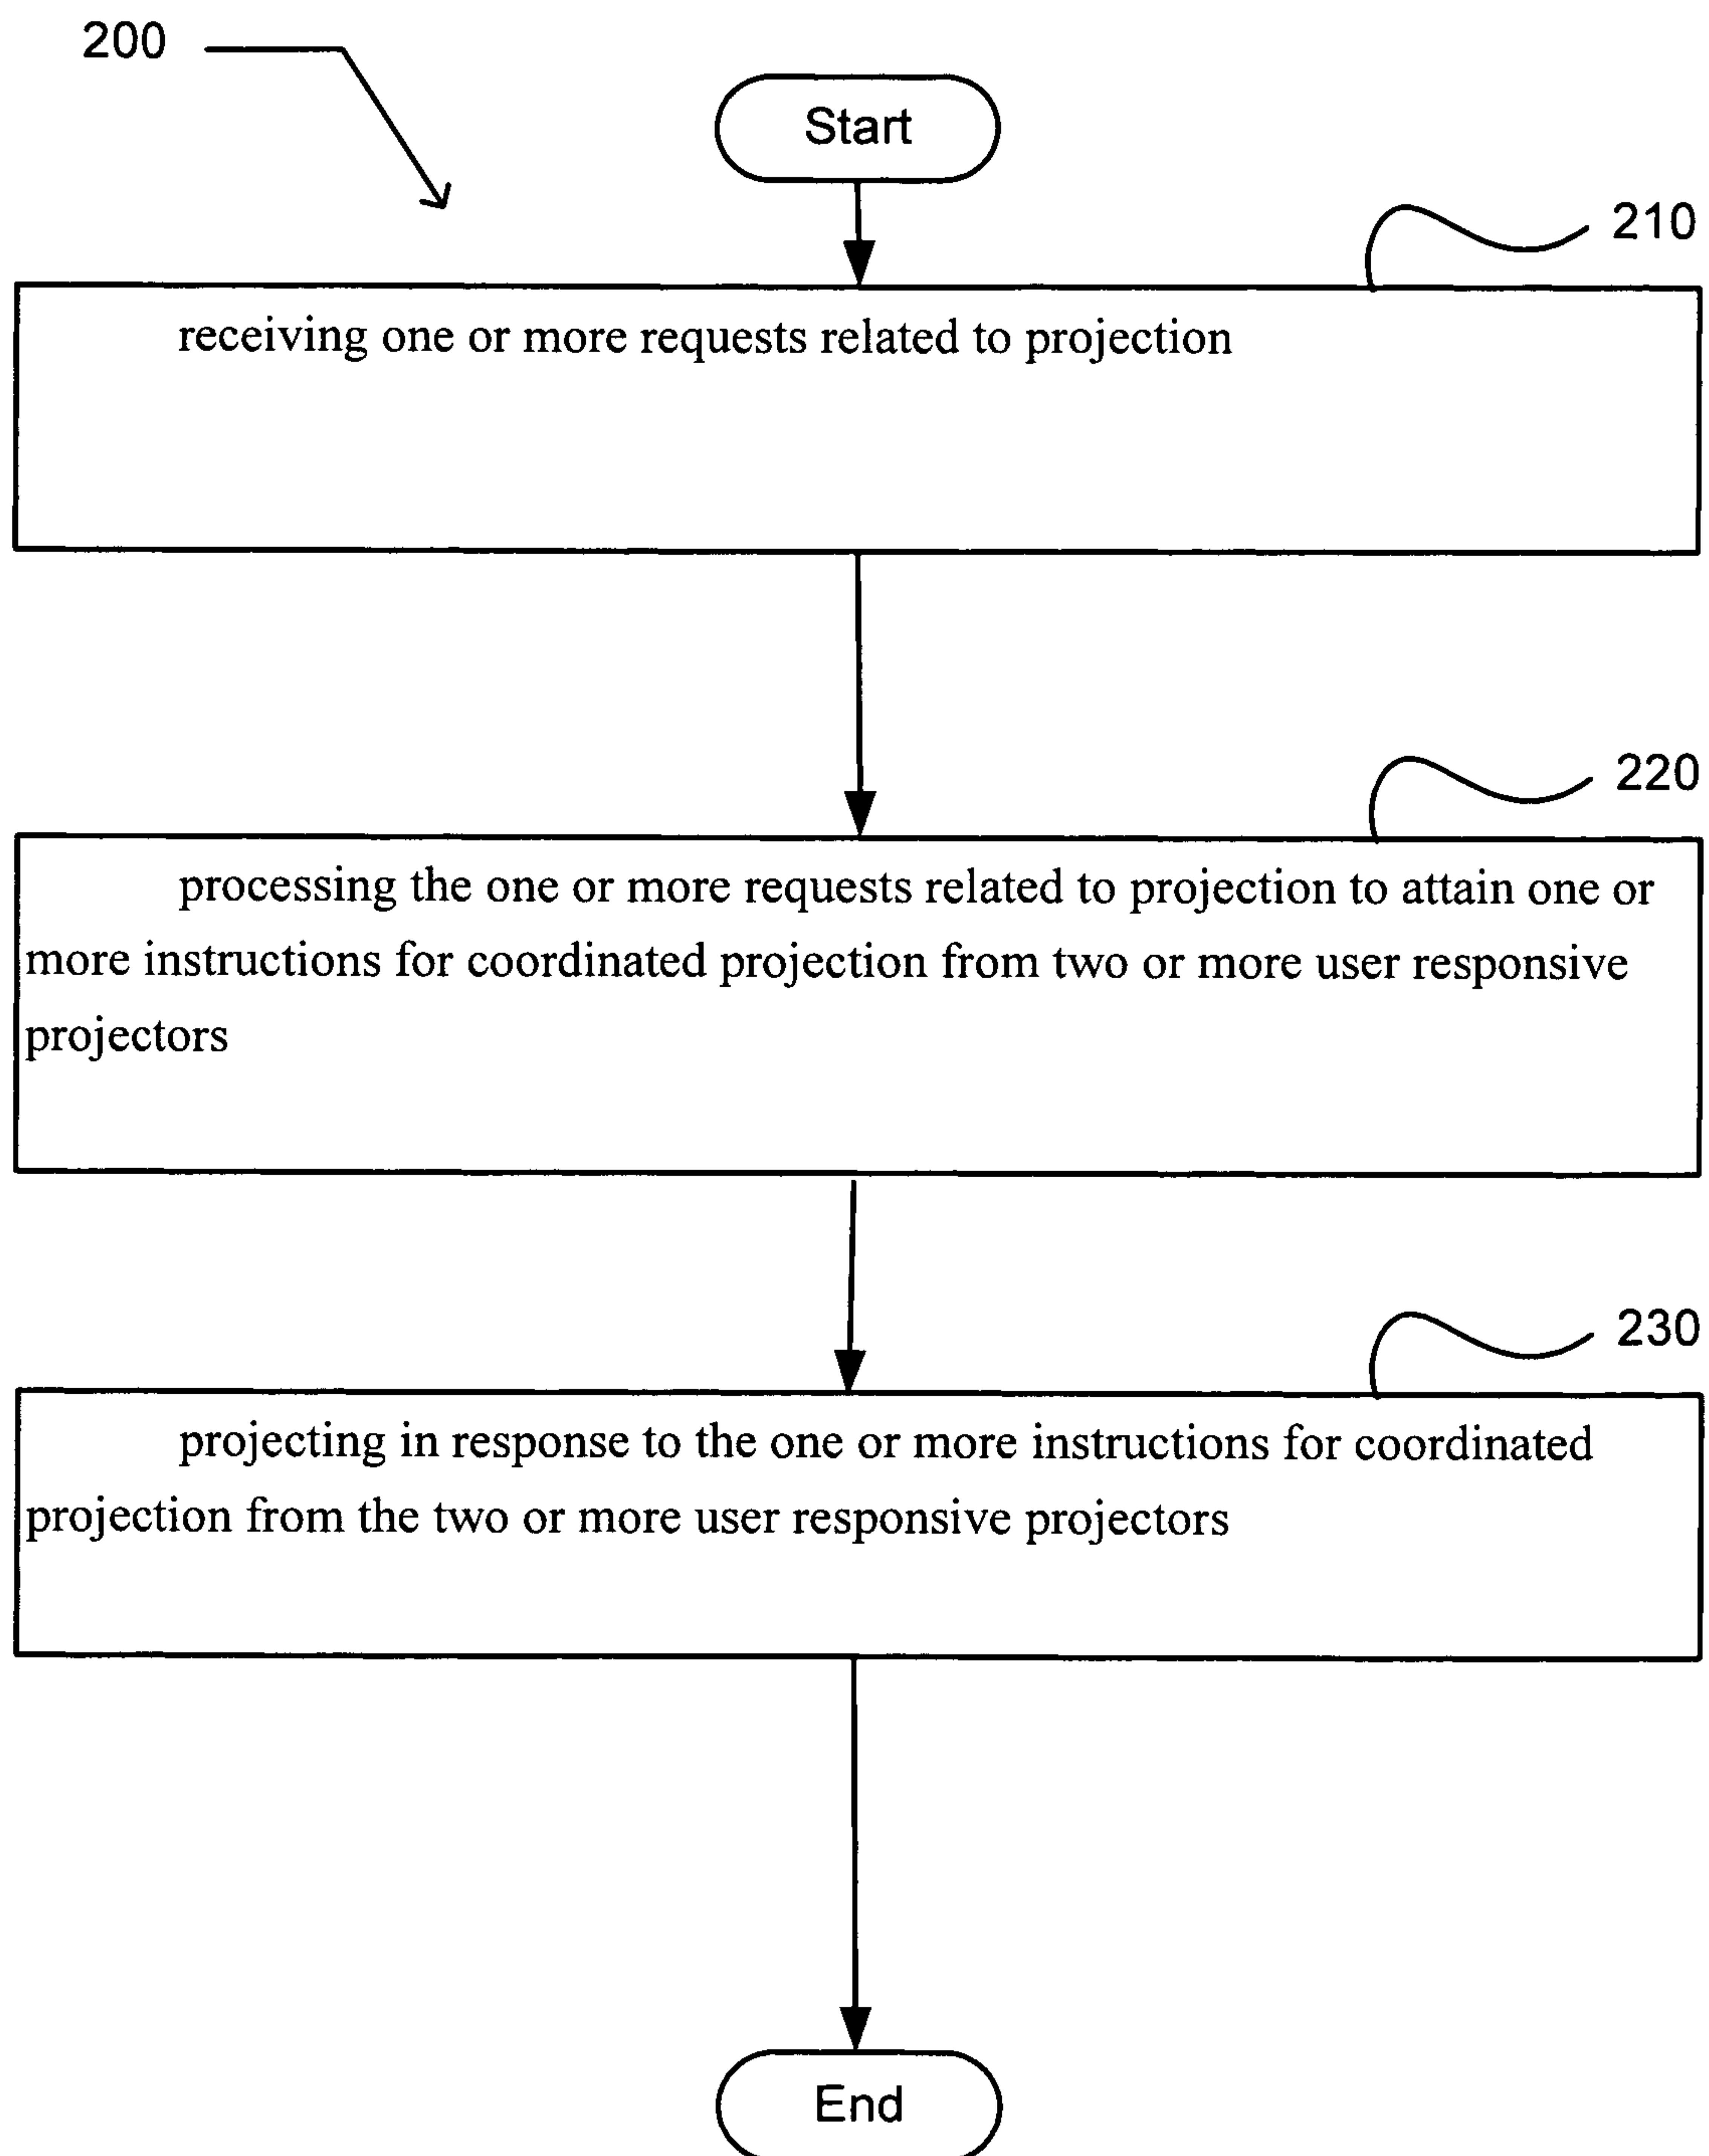 200
Start
210
receiving one or more requests related to projection
220
processing the one or more requests related to projection to attain one or
more instructions for coordinated projection from two or more user responsive
projectors
230
projecting in response to the one or more instructions for coordinated
projection from the two or more user responsive projectors
End